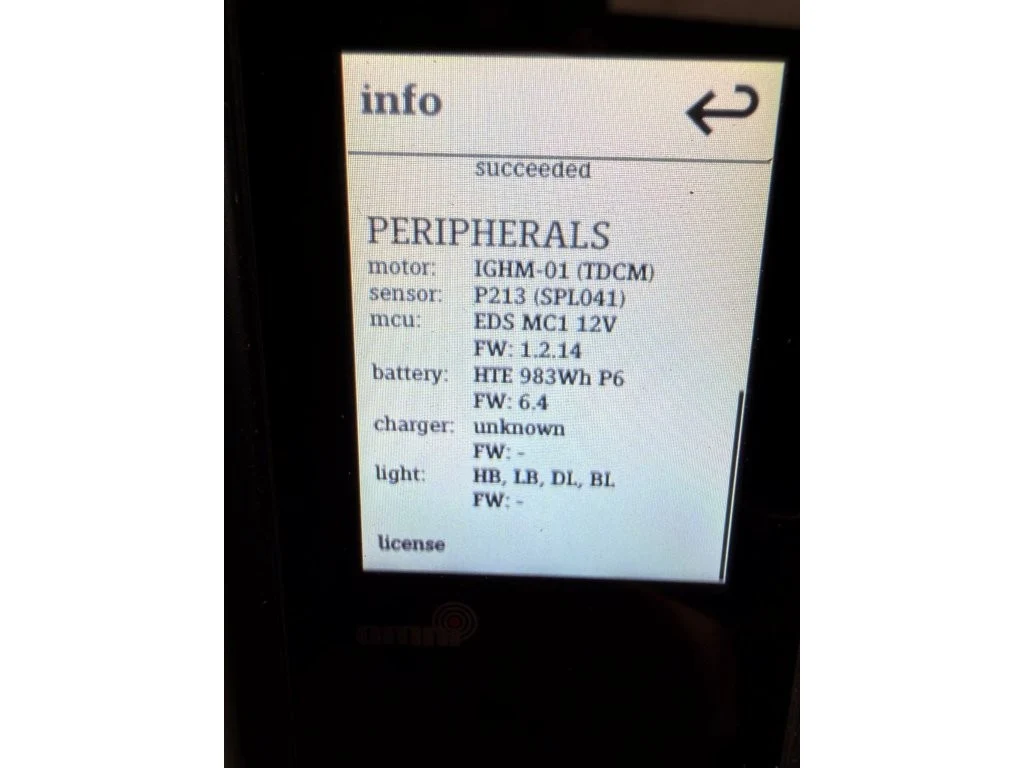 info
succeeded
PERIPHERALS
motor: IGHM-01 (TDCM)
sensor: P213 (SPL041)
mcu: EDS MC1 12V
FW: 1.2.14
battery: HTE 983Wh P6
FW: 6.4
charger: unknown
FW: -
light: HB, LB, DL, BL
FW: -
license